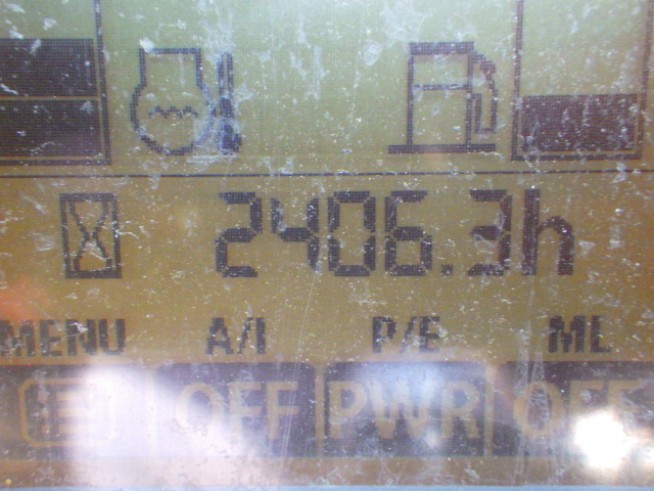 2406.3h
MENU A/I P/E ML
OFF PWR OFF